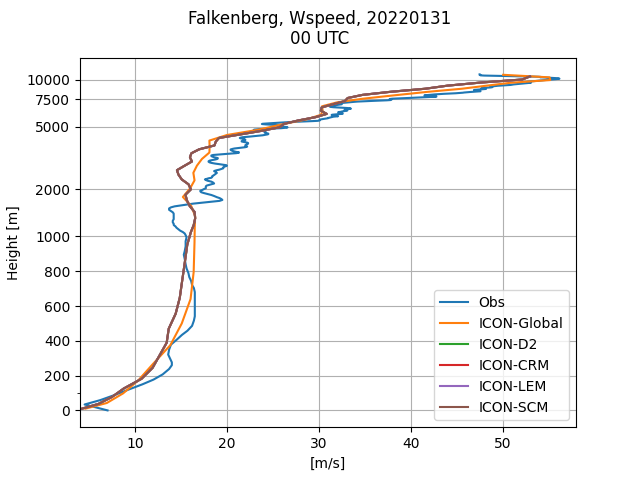 Falkenberg, Wspeed, 20220131
00 UTC
Height [m]
10000
7500
5000
2000
1000
800
600
400
200
0
10
20
30
40
50
[m/s]
Obs
ICON-Global
ICON-D2
ICON-CRM
ICON-LEM
ICON-SCM